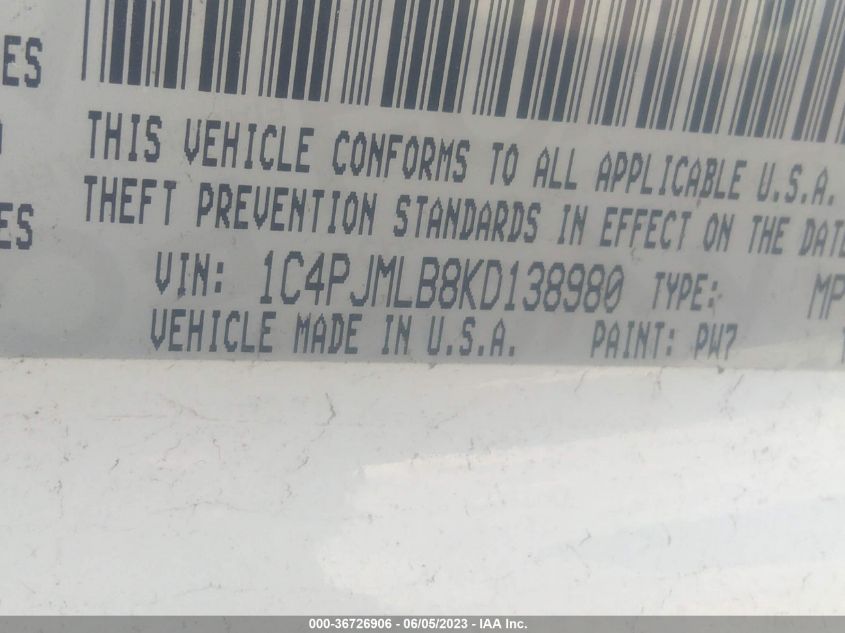 ES
THIS VEHICLE CONFORMS TO ALL APPLICABLE U.S.A.
THEFT PREVENTION STANDARDS IN EFFECT ON THE DATE
ES
VIN: 1C4PJMLB8KD138980 TYPE: MP
VEHICLE MADE IN U.S.A. PAINT: PW7
000-36726906 - 06/05/2023 - IAA Inc.